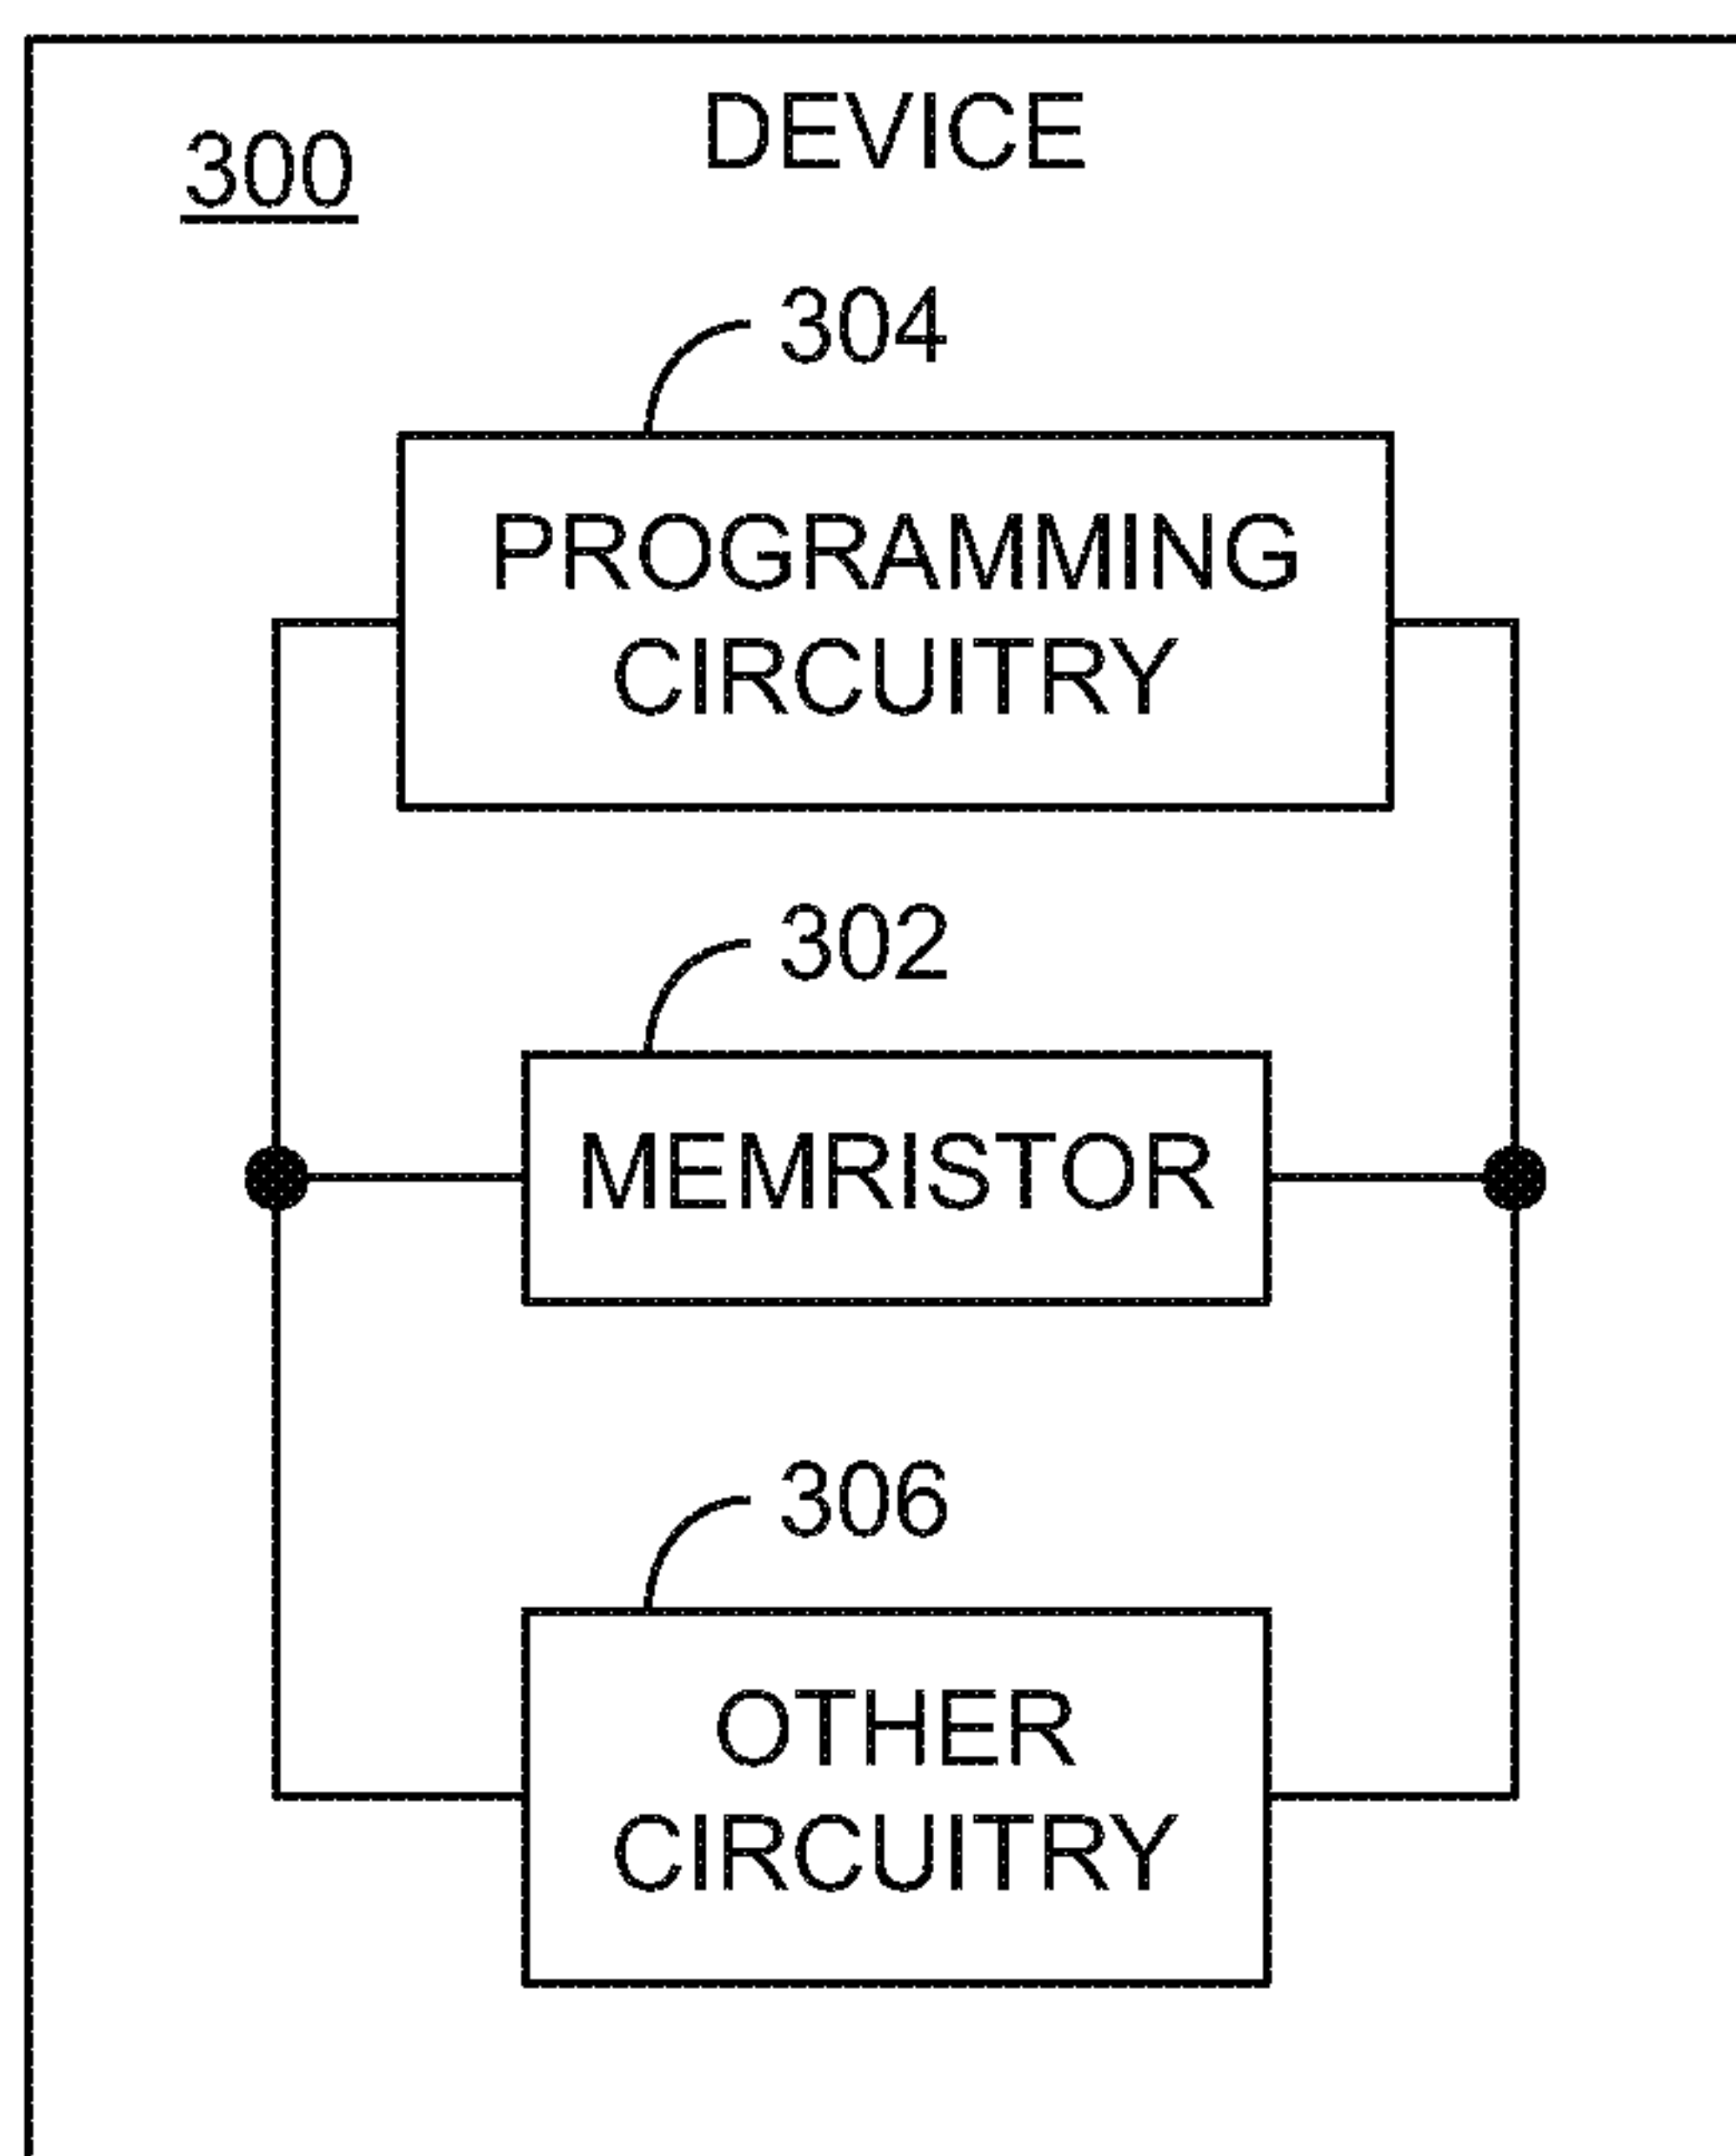 DEVICE
300
304
PROGRAMMING
CIRCUITRY
302
MEMRISTOR
306
OTHER
CIRCUITRY